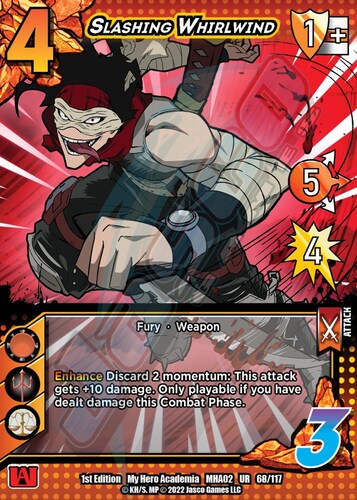 4
SLASHING WHIRLWIND
1+
5
4
ATTACK
Fury • Weapon
Enhance Discard 2 momentum: This attack
gets +10 damage. Only playable if you have
dealt damage this Combat Phase.
3
1st Edition My Hero Academia MHA02 UR 68/117
© KH/S. MP © 2022 Jasco Games LLC